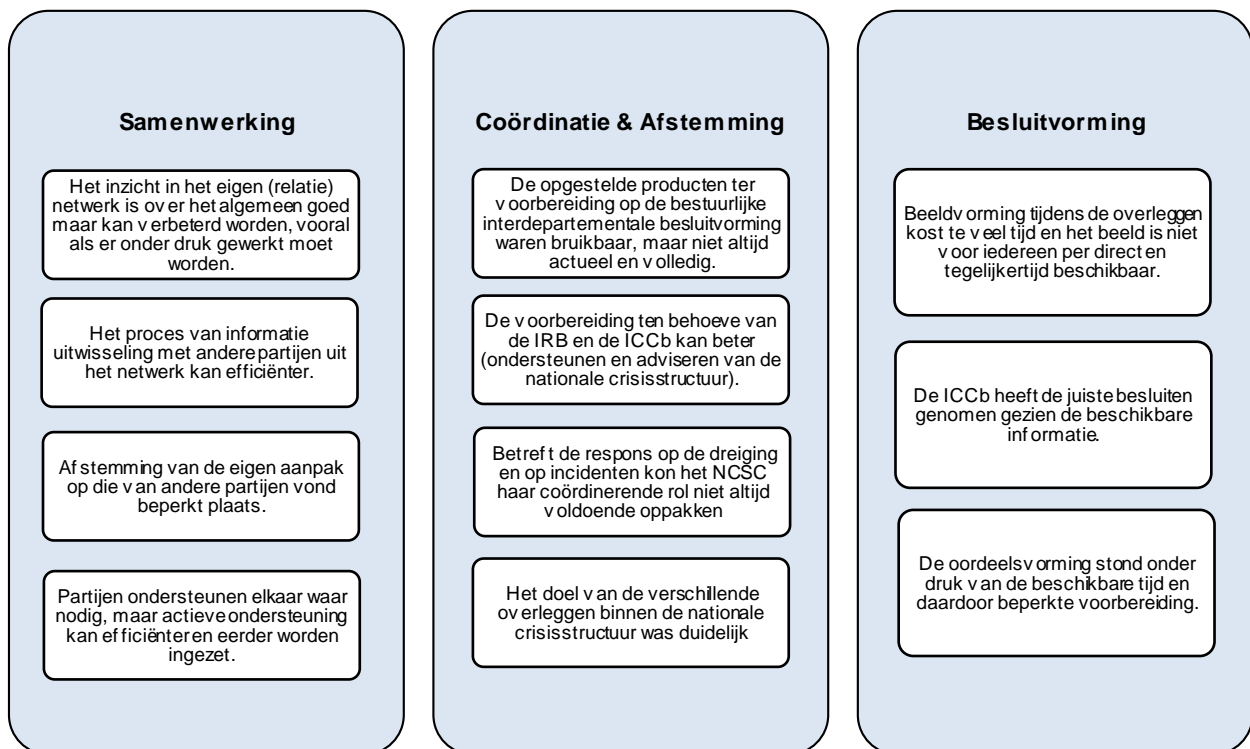 Samenwerking
Het inzicht in het eigen (relatie)
netwerk is over het algemeen goed
maar kan verbeterd worden, vooral
als er onder druk gewerkt moet
worden.
Het proces van informatie
uitwisseling met andere partijen uit
het netwerk kan efficiënter.
Afstemming van de eigen aanpak
op die van andere partijen vond
beperkt plaats.
Partijen ondersteunen elkaar waar
nodig, maar actieve ondersteuning
kan efficiënter en eerder worden
ingezet.
Coördinatie & Afstemming
De opgestelde producten ter
voorbereiding op de bestuurlijke
interdepartementale besluitvorming
waren bruikbaar, maar niet altijd
actueel en volledig.
De voorbereiding ten behoeve van
de IRB en de ICCb kan beter
(ondersteunen en adviseren van de
nationale crisisstructuur).
Betreft de respons op de dreiging
en op incidenten kon het NCSC
haar coördinerende rol niet altijd
voldoende oppakken
Het doel van de verschillende
overleggen binnen de nationale
crisisstructuur was duidelijk
Besluitvorming
Beeldvorming tijdens de overleggen
kost te veel tijd en het beeld is niet
voor iedereen per direct en
tegelijkertijd beschikbaar.
De ICCb heeft de juiste besluiten
genomen gezien de beschikbare
informatie.
De oordeelsvorming stond onder
druk van de beschikbare tijd en
daardoor beperkte voorbereiding.